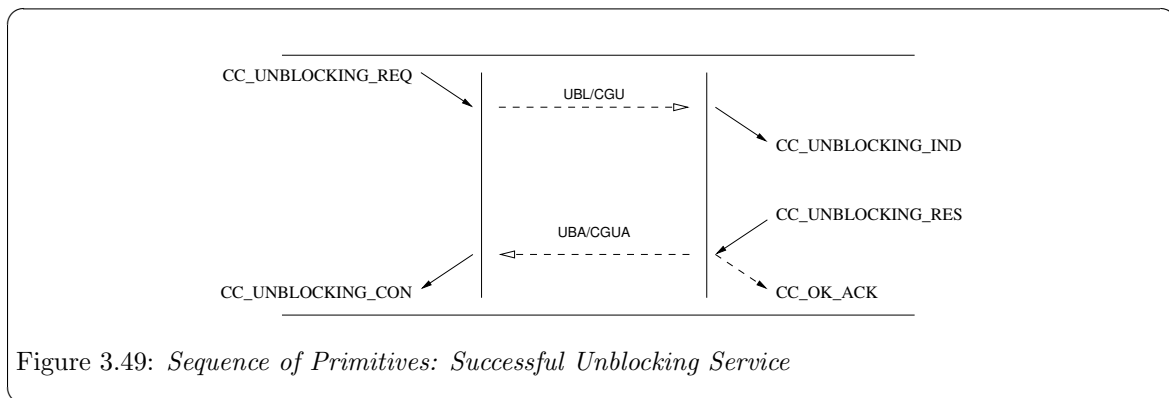 CC_UNBLOCKING_REQ
UBL/CGU
CC_UNBLOCKING_IND
CC_UNBLOCKING_RES
UBA/CGUA
CC_UNBLOCKING_CON
CC_OK_ACK
Figure 3.49: Sequence of Primitives: Successful Unblocking Service